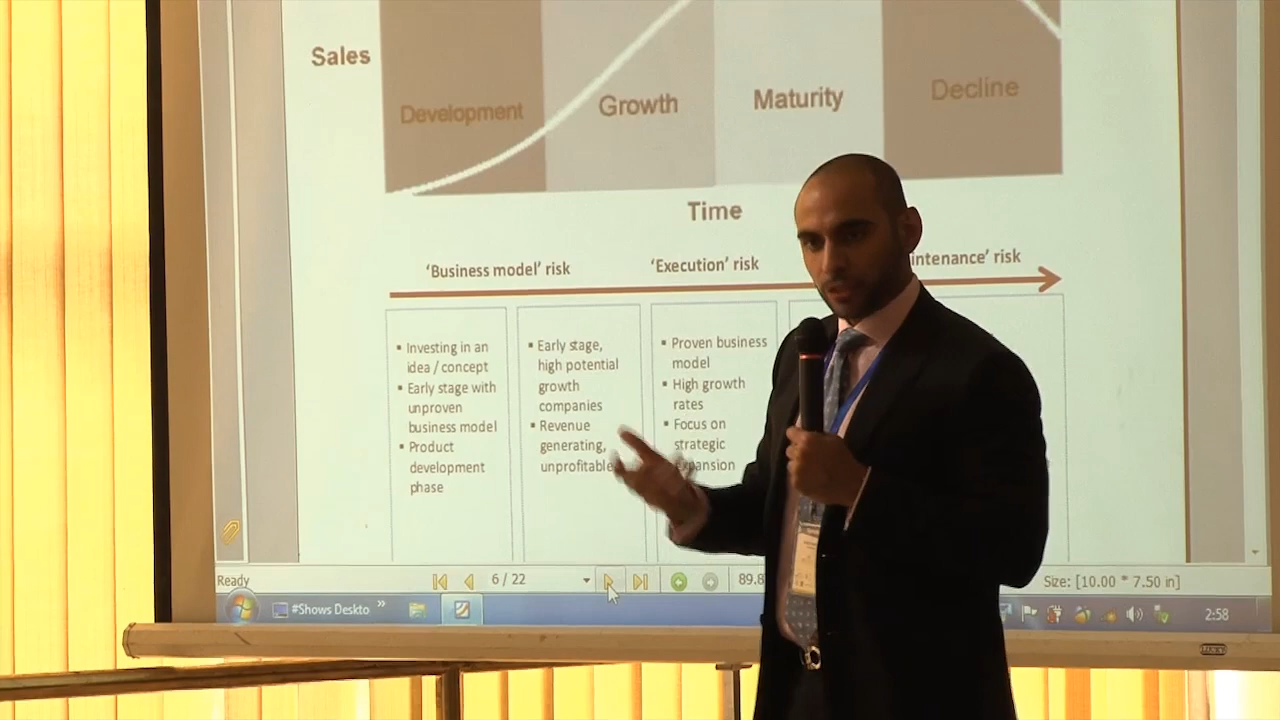 Sales
Development
Growth
Maturity
Decline
Time
‘Business model’ risk
‘Execution’ risk
intenance’ risk
▪ Investing in an
idea / concept
▪ Early stage with
unproven
business model
▪ Product
development
phase
▪ Early stage,
high potential
growth
companies
▪ Revenue
generating,
unprofitable
▪ Proven business
model
▪ High growth
rates
▪ Focus on
strategic
expansion
Ready
6 / 22
89.8
Size: [10.00 * 7.50 in]
#Shows Deskto
2:58